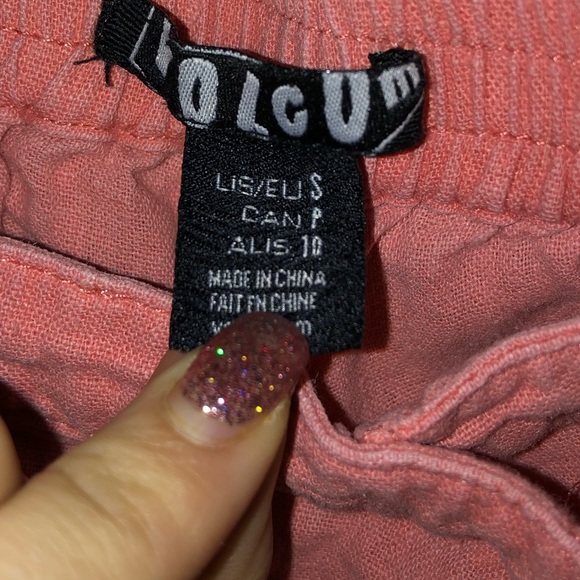 VOLCOM
US/EU S
CAN P
AUS 10
MADE IN CHINA
FAIT EN CHINE